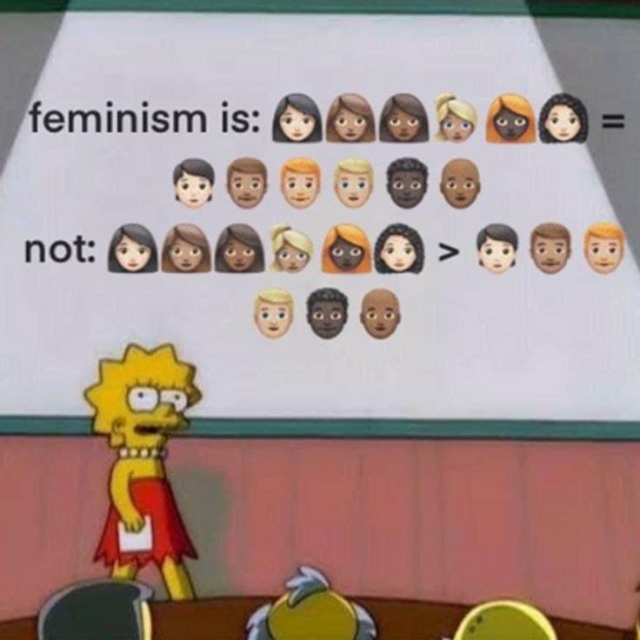 feminism is: 👩🏻👩🏽👩🏾👱🏼‍♀️👩🏿‍🦰👩🏻‍🦱 =
🧑🏻👨🏽👨🏼‍🦰👱🏼‍♂️👨🏿‍🦱👨🏾‍🦲
not: 👩🏻👩🏽👩🏾👱🏼‍♀️👩🏿‍🦰👩🏻‍🦱 > 🧑🏻👨🏽👨🏼‍🦰
👱🏼‍♂️👨🏿‍🦱👨🏾‍🦲